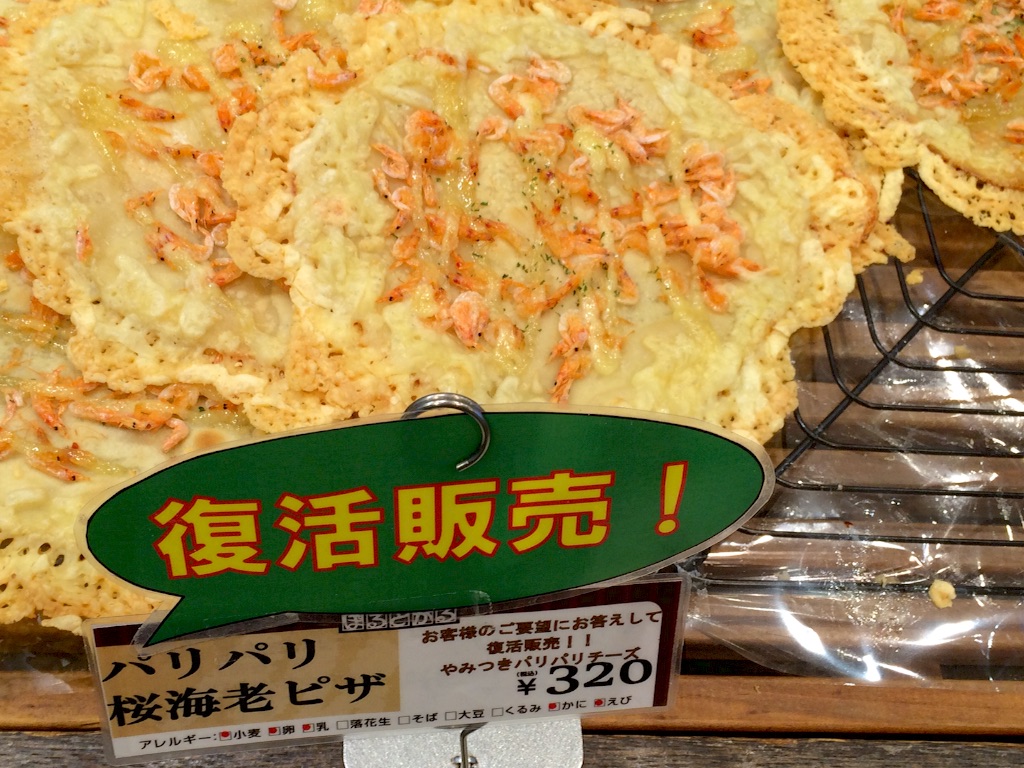 復活販売！
ぽるとがる
パリパリ
桜海老ピザ
お客様のご要望にお答えして
復活販売！！
やみつきパリパリチーズ
(税込)
¥320
アレルギー:小麦 卵 乳 □落花生 □そば □大豆 □くるみ かに えび